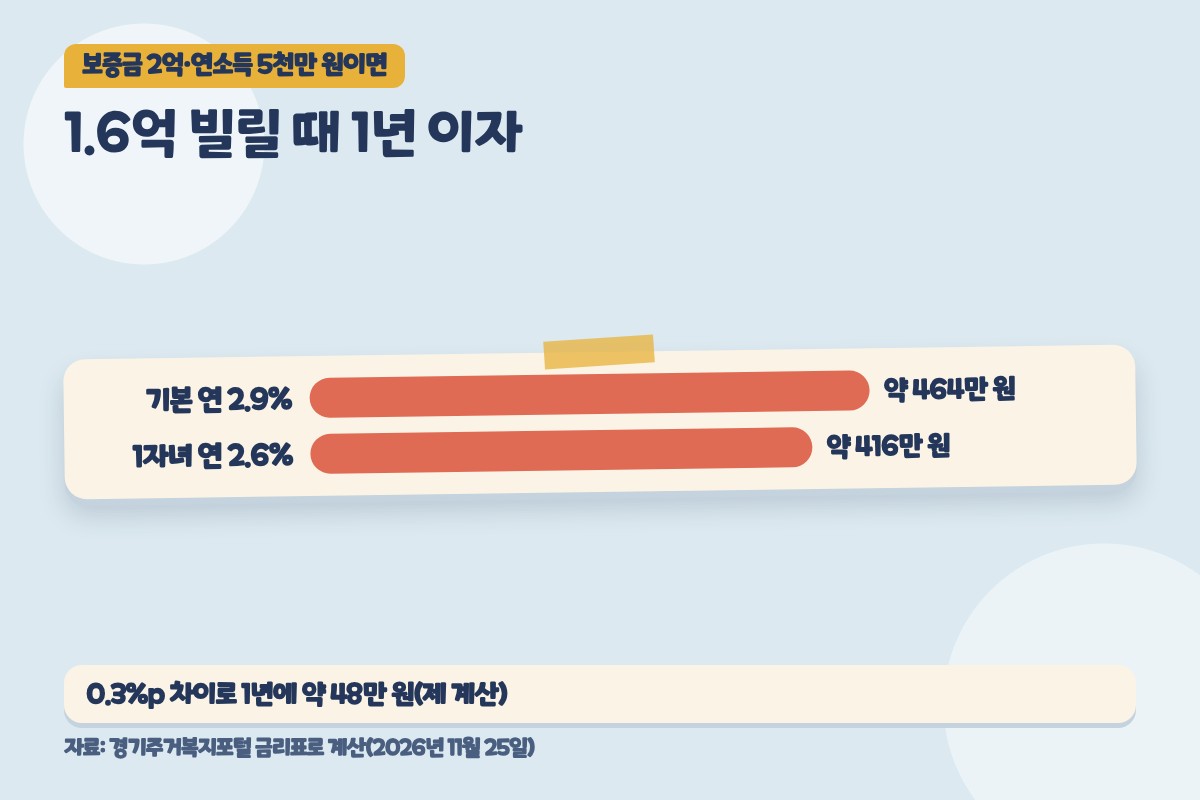 보증금 2억·연소득 5천만 원이면
1.6억 빌릴 때 1년 이자
기본 연 2.9% 약 464만 원
1자녀 연 2.6% 약 416만 원
0.3%p 차이로 1년에 약 48만 원(제 계산)
자료: 경기주거복지포털 금리표로 계산(2026년 11월 25일)